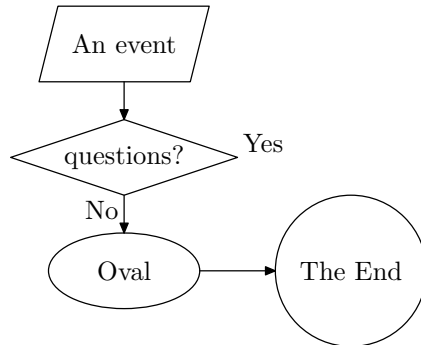 An event
questions?
Yes
No
Oval
The End